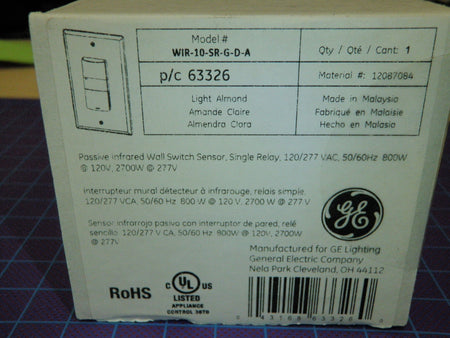 Model #
WIR-10-SR-G-D-A
Qty / Qté / Cant: 1
p/c 63326
Material #: 12087084
Light Almond
Amande Claire
Almendra Clara
Made in Malaysia
Fabriqué en Malaisie
Hecho en Malasia
Passive Infrared Wall Switch Sensor, Single Relay, 120/277 VAC, 50/60Hz 800W
@ 120V, 2700W @ 277V
Interrupteur mural détecteur à infrarouge, relais simple,
120/277 VCA, 50/60 Hz 800 W @ 120 V, 2700 W @ 277 V
Sensor infrarrojo pasivo con interruptor de pared, relé
sencillo 120/277 V CA, 50/60 Hz 800W @ 120V, 2700W
@ 277V
GE
Manufactured for GE Lighting
General Electric Company
Nela Park Cleveland, OH 44112
RoHS
C UL US
LISTED
APPLIANCE
CONTROL 387D
0 43168 63326